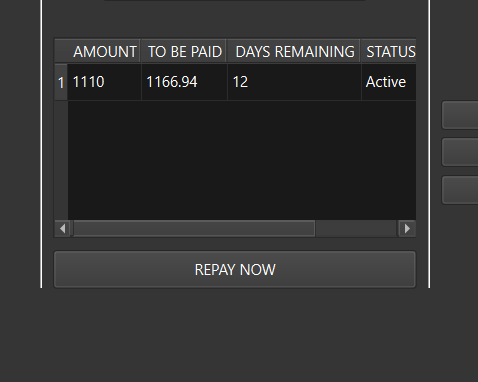 AMOUNT TO BE PAID DAYS REMAINING STATUS
1 1110 1166.94 12 Active
REPAY NOW